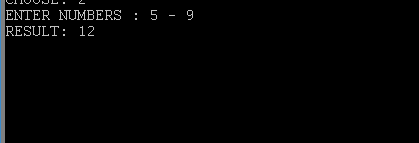 CHOOSE: 2
ENTER NUMBERS : 5 - 9
RESULT: 12